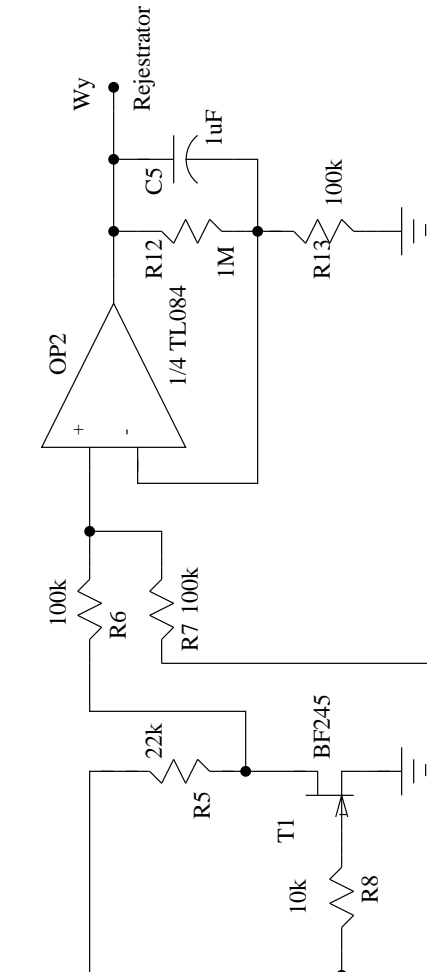 Wy
Rejestrator
C5
1uF
R12
1M
R13
100k
OP2
1/4 TL084
+
-
100k
R6
R7
100k
22k
R5
BF245
T1
10k
R8